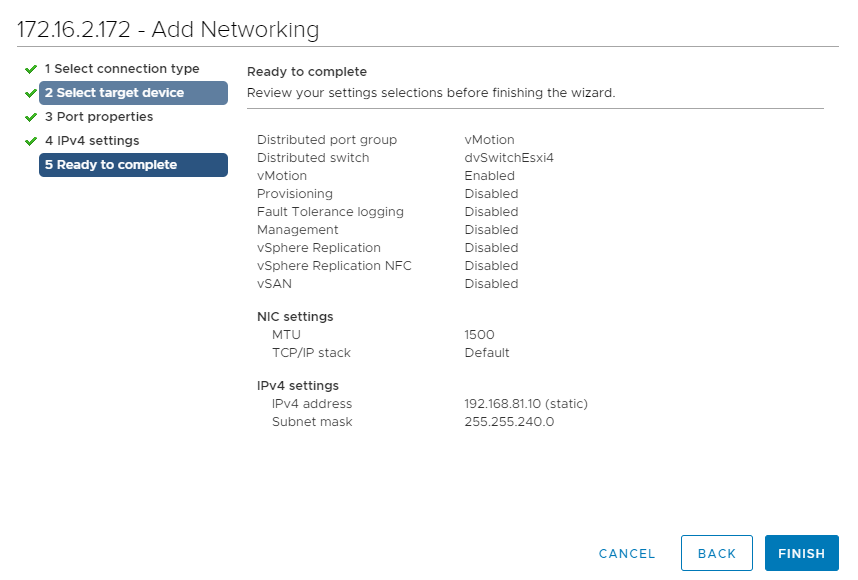 172.16.2.172 - Add Networking
1 Select connection type
2 Select target device
3 Port properties
4 IPv4 settings
5 Ready to complete
Ready to complete
Review your settings selections before finishing the wizard.
Distributed port group vMotion
Distributed switch dvSwitchEsxi4
vMotion Enabled
Provisioning Disabled
Fault Tolerance logging Disabled
Management Disabled
vSphere Replication Disabled
vSphere Replication NFC Disabled
vSAN Disabled
NIC settings
MTU 1500
TCP/IP stack Default
IPv4 settings
IPv4 address 192.168.81.10 (static)
Subnet mask 255.255.240.0
CANCEL BACK FINISH